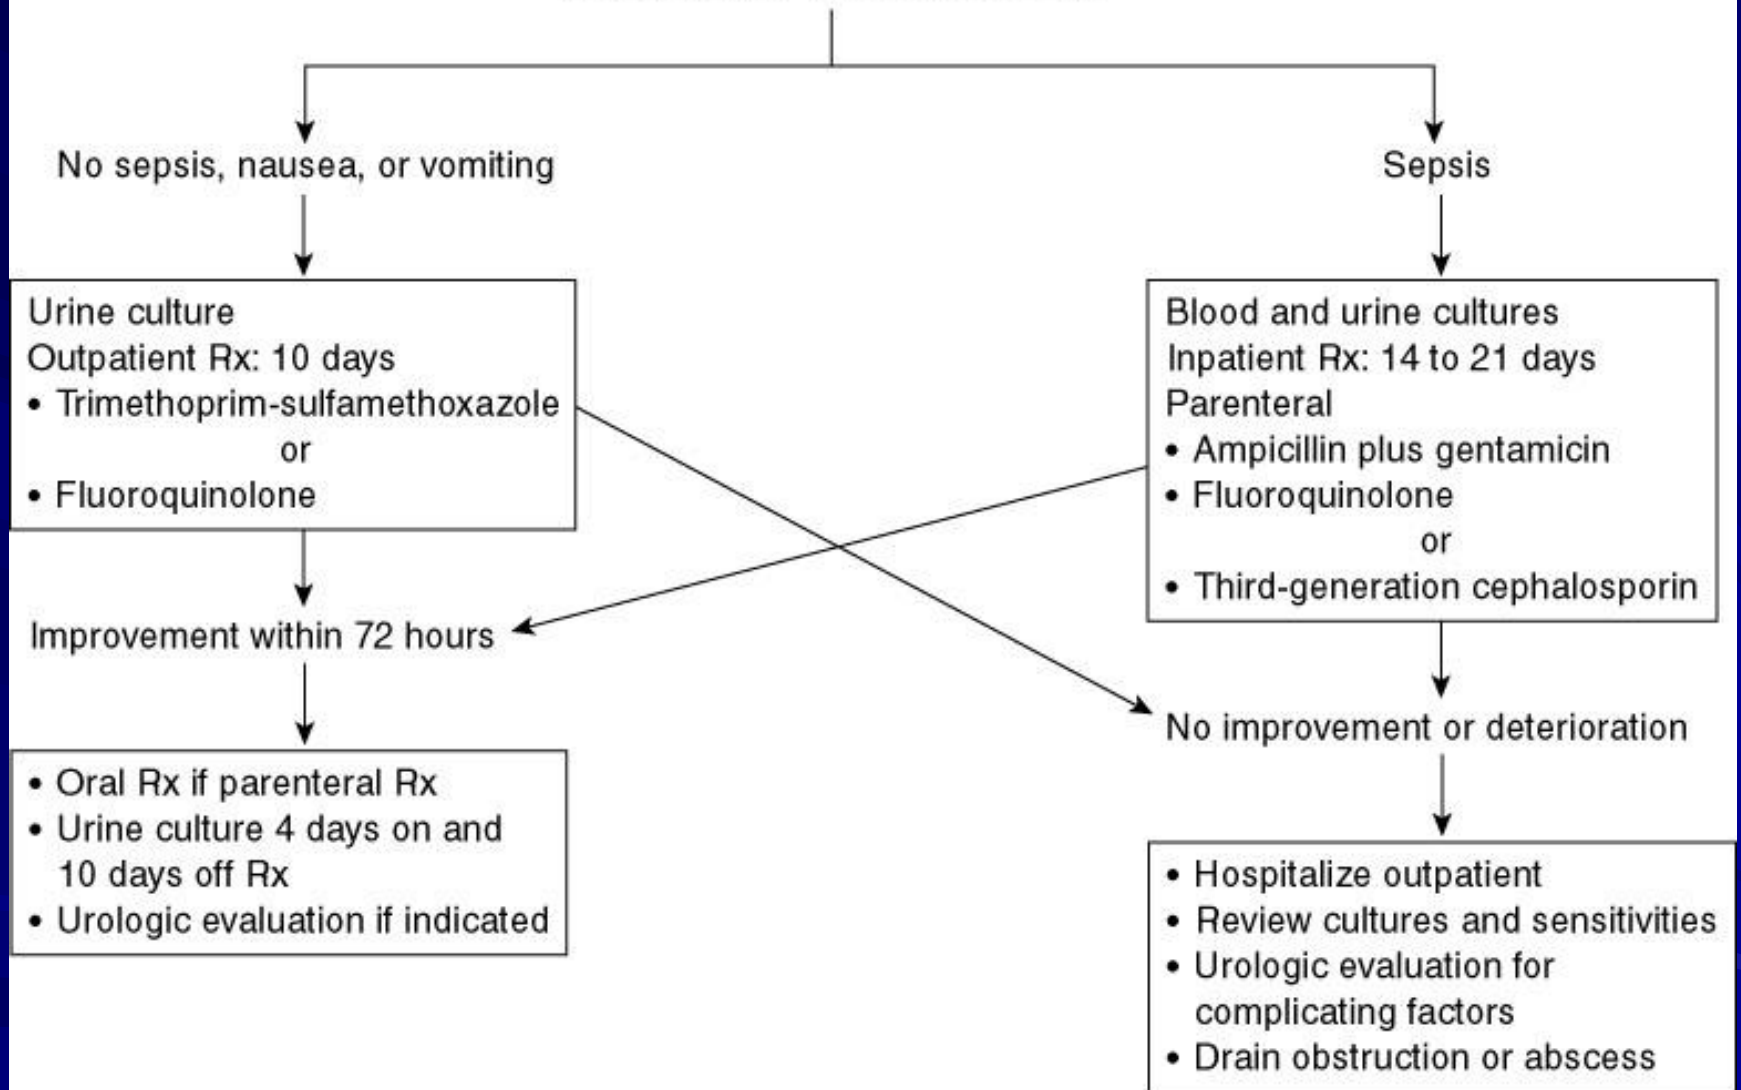 No sepsis, nausea, or vomiting
Sepsis
Urine culture
Outpatient Rx: 10 days
• Trimethoprim-sulfamethoxazole
or
• Fluoroquinolone
Blood and urine cultures
Inpatient Rx: 14 to 21 days
Parenteral
• Ampicillin plus gentamicin
• Fluoroquinolone
or
• Third-generation cephalosporin
Improvement within 72 hours
No improvement or deterioration
• Oral Rx if parenteral Rx
• Urine culture 4 days on and
10 days off Rx
• Urologic evaluation if indicated
• Hospitalize outpatient
• Review cultures and sensitivities
• Urologic evaluation for
complicating factors
• Drain obstruction or abscess